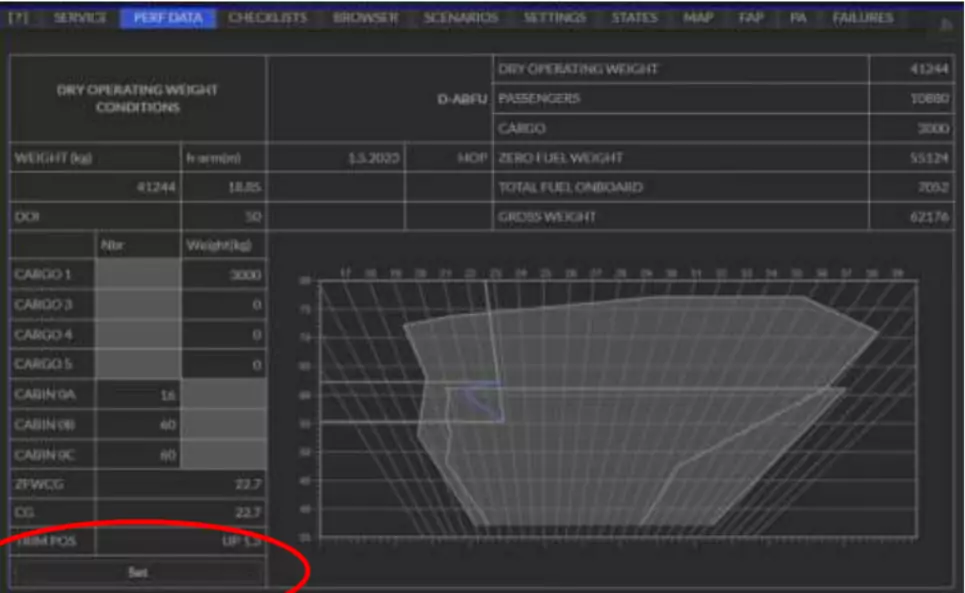 [?] SERVICE PERF DATA CHECKLISTS BROWSER SCENARIOS SETTINGS STATES MAP FAP PA FAILURES
DRY OPERATING WEIGHT
CONDITIONS
D-ABFU
DRY OPERATING WEIGHT 41244
PASSENGERS 10880
CARGO 3000
WEIGHT (kg) h-arm(m) 1.5.2023 HOP ZERO FUEL WEIGHT 55124
41244 18.85 TOTAL FUEL ONBOARD 7052
DOI 50 GROSS WEIGHT 62176
Nbr Weight(kg)
CARGO 1 3000
CARGO 3 0
CARGO 4 0
CARGO 5 0
CABIN 0A 16
CABIN 0B 60
CABIN 0C 60
ZFWCG 22.7
CG 22.7
TRIM POS UP
Set
17 18 19 20 21 22 23 24 25 26 27 28 29 30 31 32 33 34 35 36 37 38 39
80
75
70
65
60
55
50
45
40
35